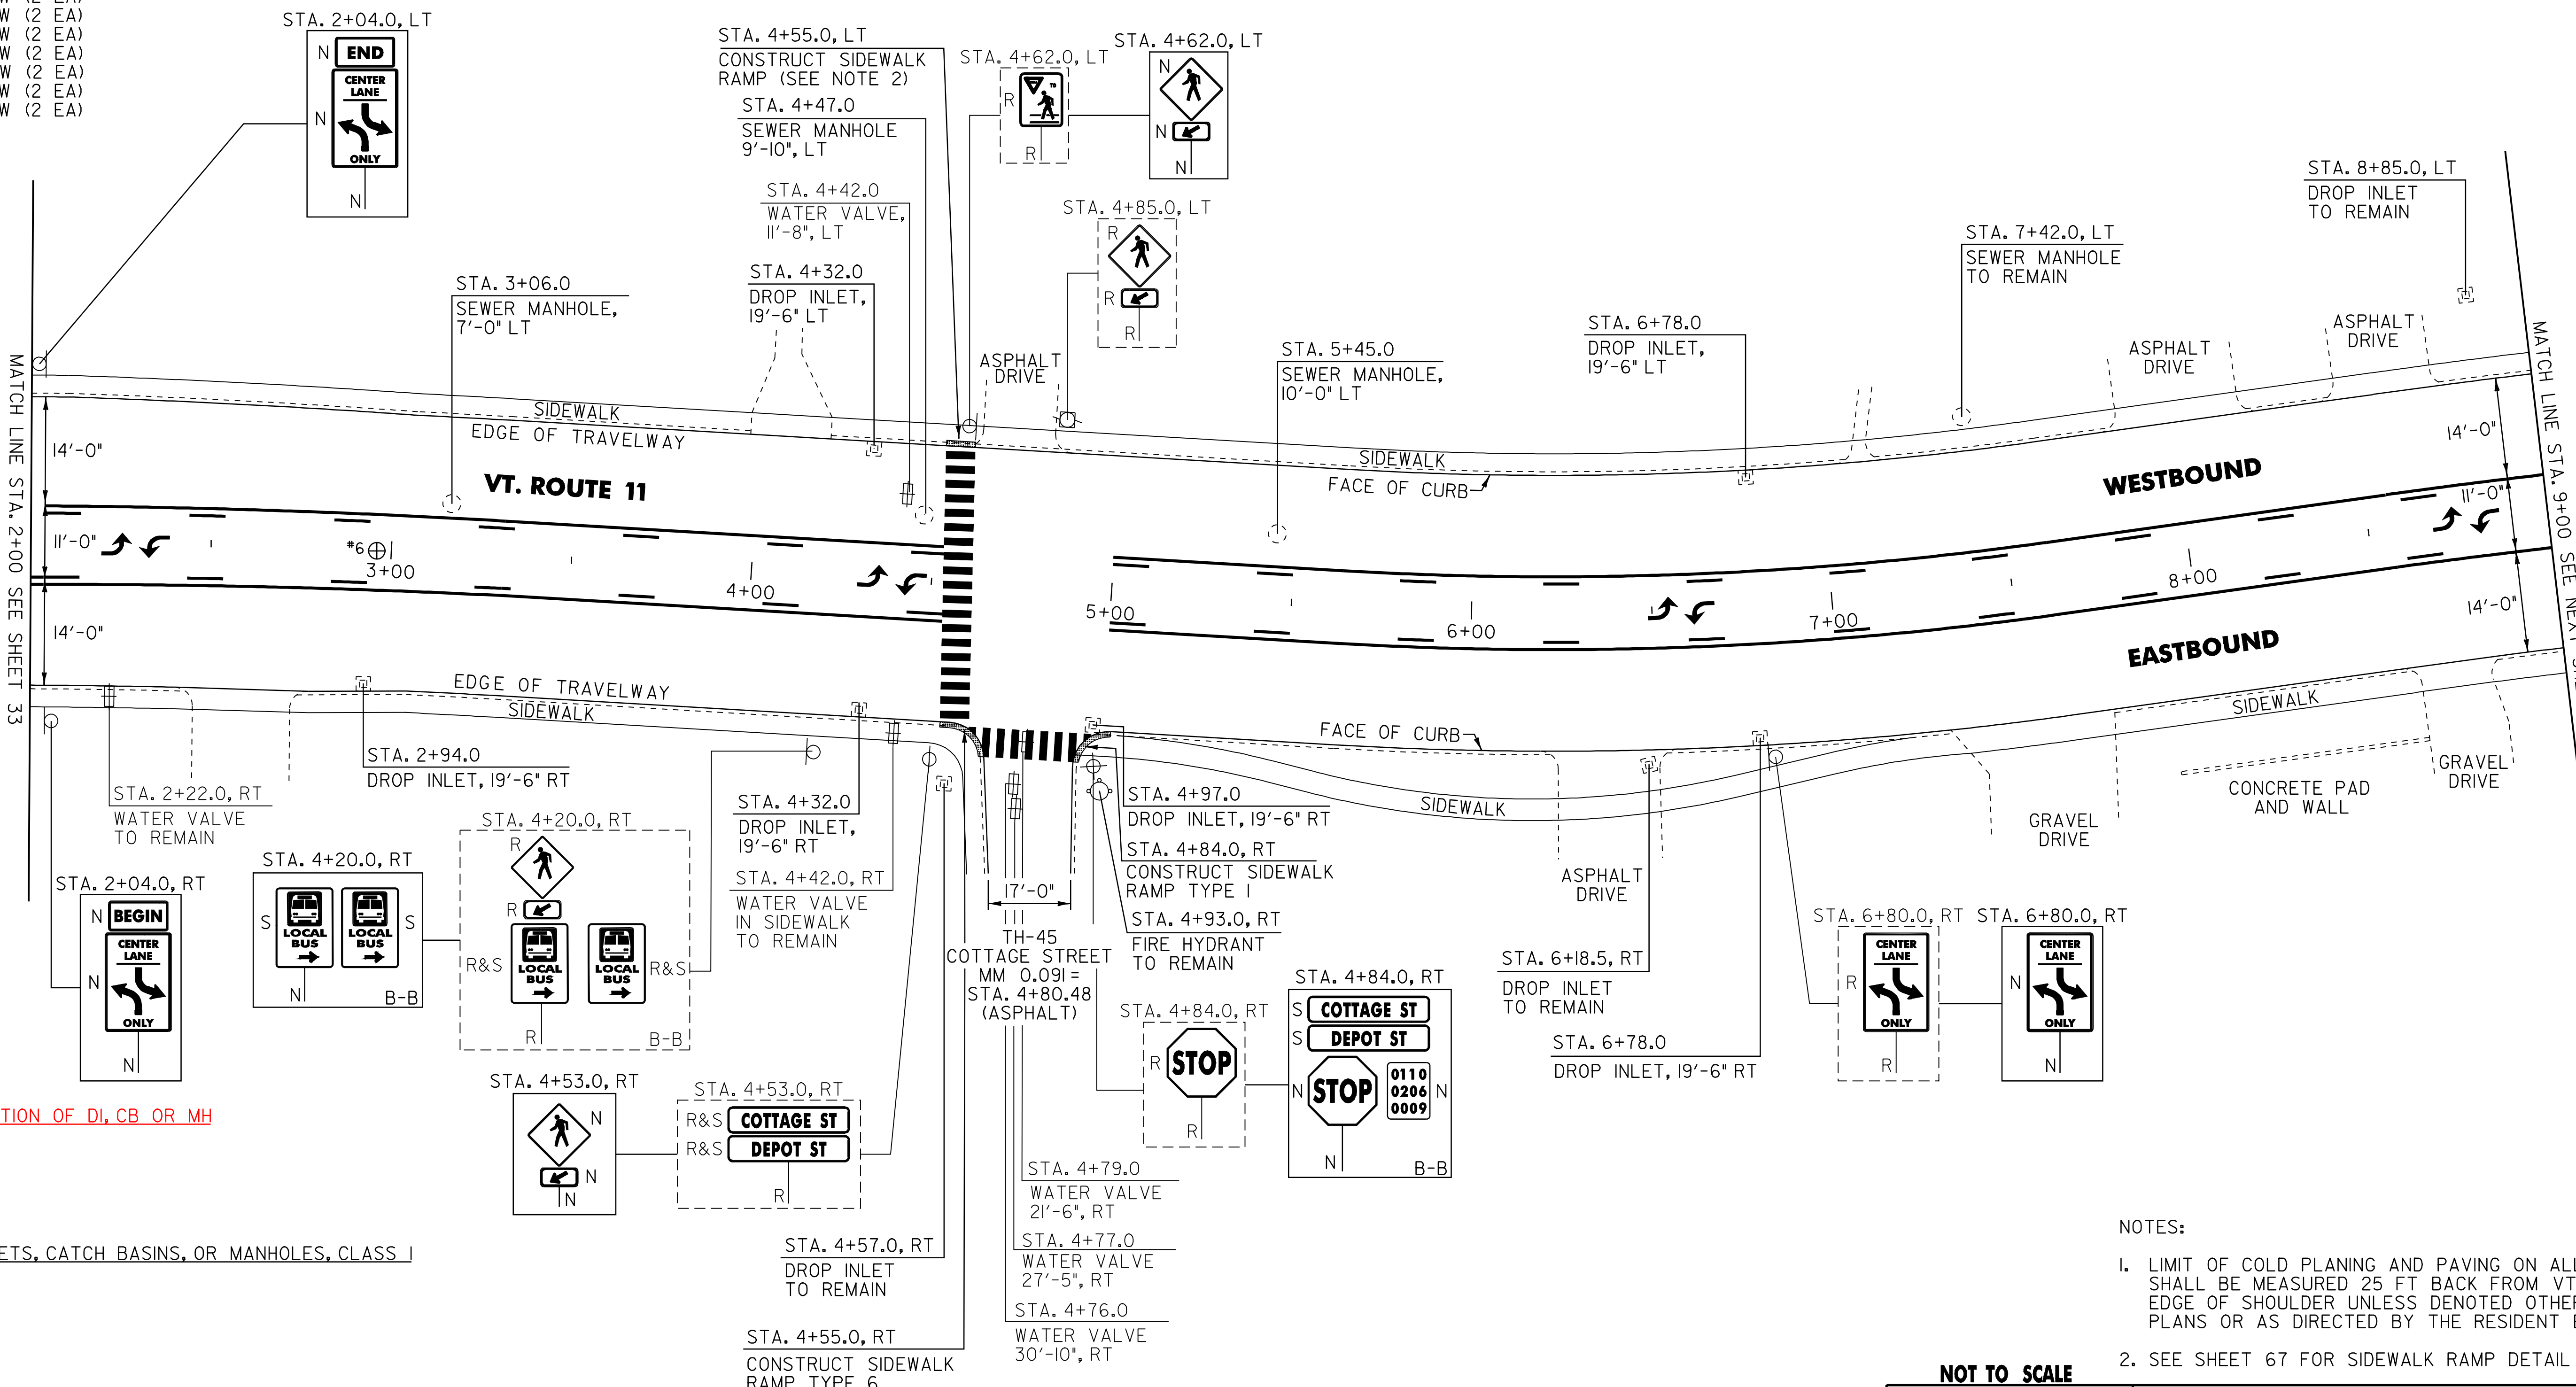 W (2 EA)
W (2 EA)
W (2 EA)
W (2 EA)
W (2 EA)
W (2 EA)
STA. 2+04.0, LT
N END
N CENTER
LANE
ONLY
N
STA. 4+55.0, LT
CONSTRUCT SIDEWALK
RAMP (SEE NOTE 2)
STA. 4+47.0
SEWER MANHOLE
9'-10", LT
STA. 4+42.0
WATER VALVE,
11'-8", LT
STA. 4+32.0
DROP INLET,
19'-6" LT
STA. 3+06.0
SEWER MANHOLE,
7'-0" LT
STA. 4+62.0, LT
R
TO
R
STA. 4+62.0, LT
N
N
N
STA. 4+85.0, LT
R
R
R
STA. 5+45.0
SEWER MANHOLE,
10'-0" LT
STA. 6+78.0
DROP INLET,
19'-6" LT
STA. 7+42.0, LT
SEWER MANHOLE
TO REMAIN
STA. 8+85.0, LT
DROP INLET
TO REMAIN
ASPHALT
DRIVE
ASPHALT
DRIVE
ASPHALT
DRIVE
MATCH LINE STA. 2+00 SEE SHEET 33
MATCH LINE STA. 9+00 SEE NEXT
SIDEWALK
EDGE OF TRAVELWAY
SIDEWALK
FACE OF CURB
14'-0"
VT. ROUTE 11
WESTBOUND
14'-0"
11'-0"
#6
3+00
4+00
5+00
6+00
7+00
8+00
11'-0"
14'-0"
EASTBOUND
14'-0"
EDGE OF TRAVELWAY
SIDEWALK
FACE OF CURB
SIDEWALK
SIDEWALK
STA. 2+22.0, RT
WATER VALVE
TO REMAIN
STA. 2+94.0
DROP INLET, 19'-6" RT
STA. 2+04.0, RT
N BEGIN
N CENTER
LANE
ONLY
N
STA. 4+20.0, RT
S LOCAL
BUS
LOCAL
BUS S
N
B-B
STA. 4+20.0, RT
R
R
R&S LOCAL
BUS
LOCAL
BUS R&S
R
B-B
STA. 4+32.0
DROP INLET,
19'-6" RT
STA. 4+42.0, RT
WATER VALVE
IN SIDEWALK
TO REMAIN
STA. 4+53.0, RT
N
N
N
STA. 4+53.0, RT
R&S COTTAGE ST
R&S DEPOT ST
R
STA. 4+57.0, RT
DROP INLET
TO REMAIN
STA. 4+55.0, RT
CONSTRUCT SIDEWALK
RAMP TYPE 6
17'-0"
TH-45
COTTAGE STREET
MM 0.091 =
STA. 4+80.48
(ASPHALT)
STA. 4+97.0
DROP INLET, 19'-6" RT
STA. 4+84.0, RT
CONSTRUCT SIDEWALK
RAMP TYPE 1
STA. 4+93.0, RT
FIRE HYDRANT
TO REMAIN
STA. 4+84.0, RT
R STOP
R
STA. 4+84.0, RT
S COTTAGE ST
S DEPOT ST
N STOP
0110
0206
0009
N
N
B-B
STA. 4+79.0
WATER VALVE
21'-6", RT
STA. 4+77.0
WATER VALVE
27'-5", RT
STA. 4+76.0
WATER VALVE
30'-10", RT
ASPHALT
DRIVE
STA. 6+18.5, RT
DROP INLET
TO REMAIN
STA. 6+78.0
DROP INLET, 19'-6" RT
STA. 6+80.0, RT
R CENTER
LANE
ONLY
R
STA. 6+80.0, RT
N CENTER
LANE
ONLY
N
GRAVEL
DRIVE
CONCRETE PAD
AND WALL
GRAVEL
DRIVE
TION OF DI, CB OR MH
ETS, CATCH BASINS, OR MANHOLES, CLASS I
NOTES:
1. LIMIT OF COLD PLANING AND PAVING ON AL
SHALL BE MEASURED 25 FT BACK FROM VT
EDGE OF SHOULDER UNLESS DENOTED OTHE
PLANS OR AS DIRECTED BY THE RESIDENT
2. SEE SHEET 67 FOR SIDEWALK RAMP DETAIL
NOT TO SCALE